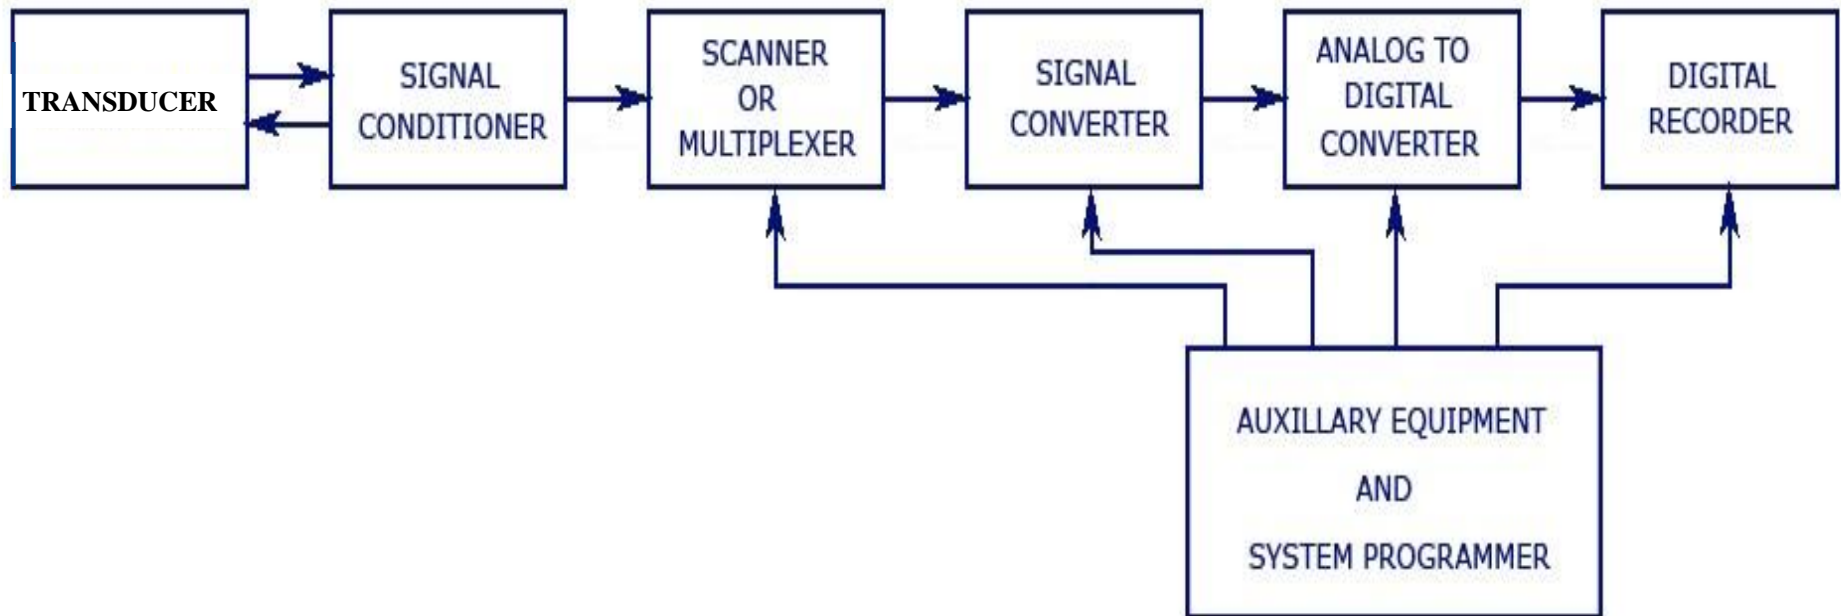 TRANSDUCER
SIGNAL
CONDITIONER
SCANNER
OR
MULTIPLEXER
SIGNAL
CONVERTER
ANALOG TO
DIGITAL
CONVERTER
DIGITAL
RECORDER
AUXILLARY EQUIPMENT
AND
SYSTEM PROGRAMMER